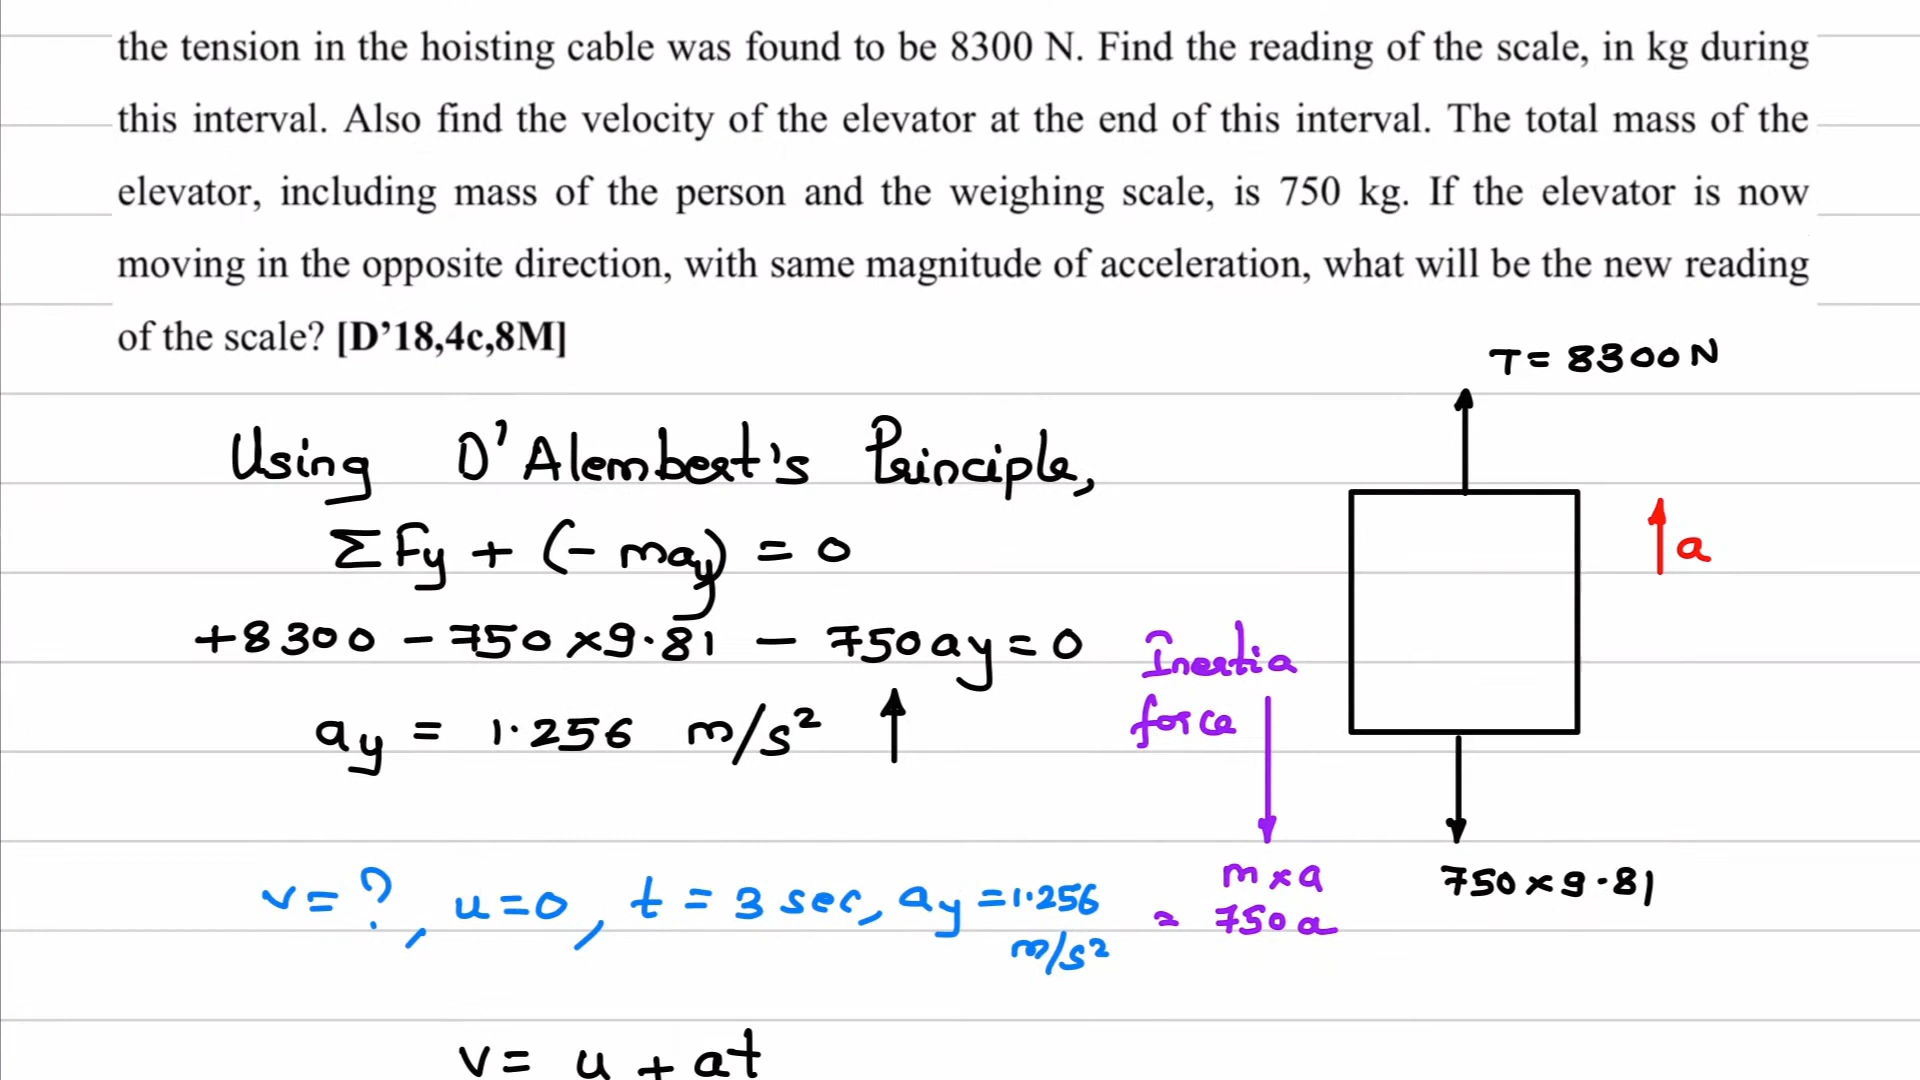 the tension in the hoisting cable was found to be 8300 N. Find the reading of the scale, in kg during
this interval. Also find the velocity of the elevator at the end of this interval. The total mass of the
elevator, including mass of the person and the weighing scale, is 750 kg. If the elevator is now
moving in the opposite direction, with same magnitude of acceleration, what will be the new reading
of the scale? [D’18,4c,8M]
T = 8300 N
Using D'Alembert's Principle,
ΣFy + (- may) = 0
a
+8300 - 750 ×9.81 - 750ay = 0
Inertia
force
ay = 1.256 m/s² ↑
m × a
= 750 a
750 × 9.81
v = ?, u = 0, t = 3 sec, ay = 1.256
m/s²
v = u + at